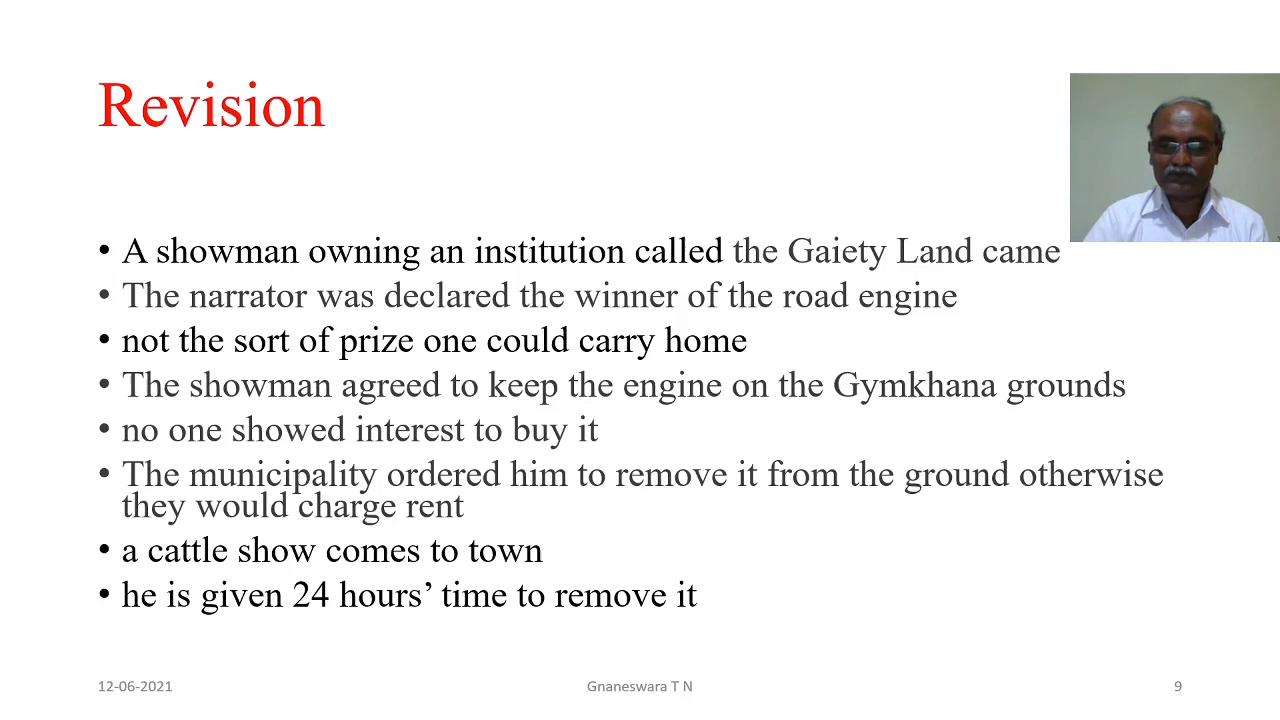 Revision
• A showman owning an institution called the Gaiety Land came
• The narrator was declared the winner of the road engine
• not the sort of prize one could carry home
• The showman agreed to keep the engine on the Gymkhana grounds
• no one showed interest to buy it
• The municipality ordered him to remove it from the ground otherwise
they would charge rent
• a cattle show comes to town
• he is given 24 hours’ time to remove it
12-06-2021
Gnaneswara T N
9